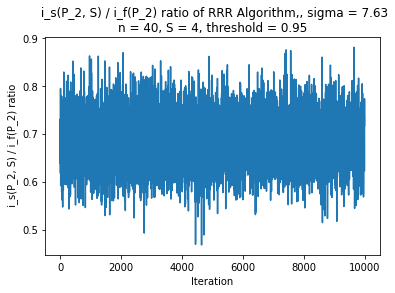 i_s(P_2, S) / i_f(P_2) ratio of RRR Algorithm,, sigma = 7.63
n = 40, S = 4, threshold = 0.95
0.9
0.8
0.7
0.6
0.5
i_s(P_2, S) / i_f(P_2) ratio
0 2000 4000 6000 8000 10000
Iteration